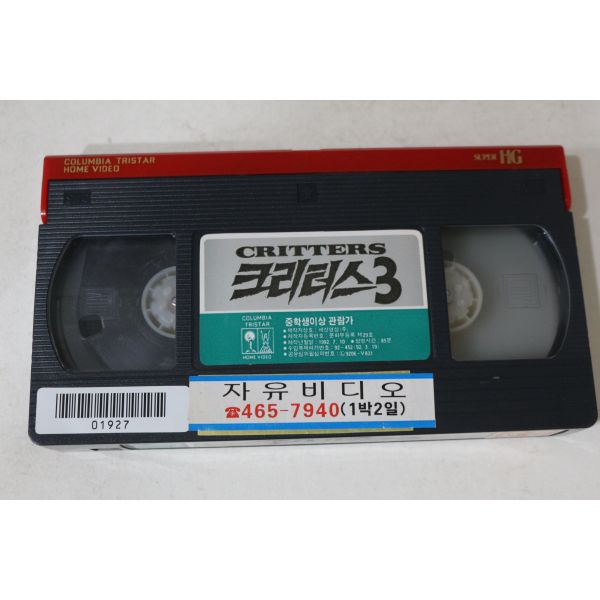 COLUMBIA TRISTAR
HOME VIDEO
SUPER HG
CRITTERS
크리터스3
COLUMBIA
TRISTAR
HOME VIDEO
중학생이상 관람가
자유비디오
☎465-7940(1박2일)
01927